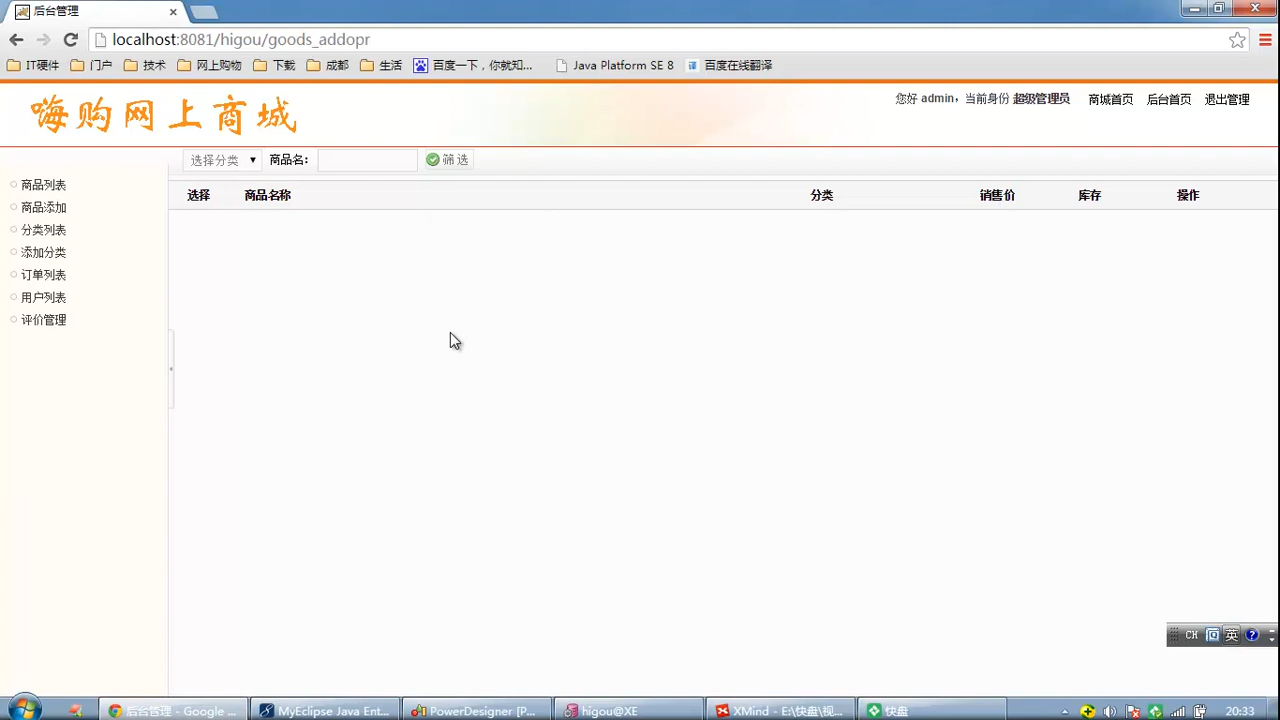 后台管理
localhost:8081/higou/goods_addopr
IT硬件 门户 技术 网上购物 下载 成都 生活 百度一下，你就知... Java Platform SE 8 译 百度在线翻译
嗨购网上商城
您好 admin，当前身份 超级管理员 商城首页 后台首页 退出管理
选择分类 商品名： 筛选
选择 商品名称 分类 销售价 库存 操作
商品列表
商品添加
分类列表
添加分类
订单列表
用户列表
评价管理
CH 英 ?
后台管理 - Google ... MyEclipse Java Ent... PowerDesigner [P... higou@XE XMind - E:\快盘\视... 快盘 20:33